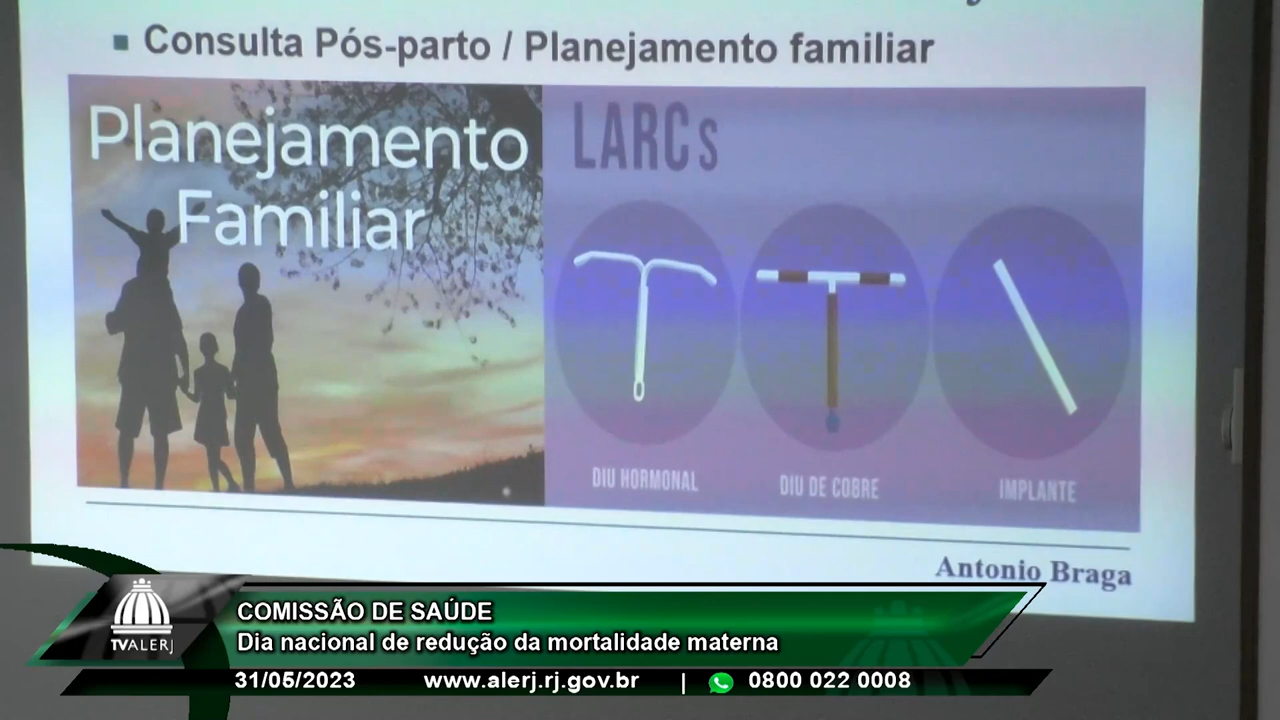 Consulta Pós-parto / Planejamento familiar
Planejamento
Familiar
LARCs
DIU HORMONAL
DIU DE COBRE
IMPLANTE
Antonio Braga
COMISSÃO DE SAÚDE
Dia nacional de redução da mortalidade materna
TVALERJ
31/05/2023 www.alerj.rj.gov.br | 0800 022 0008